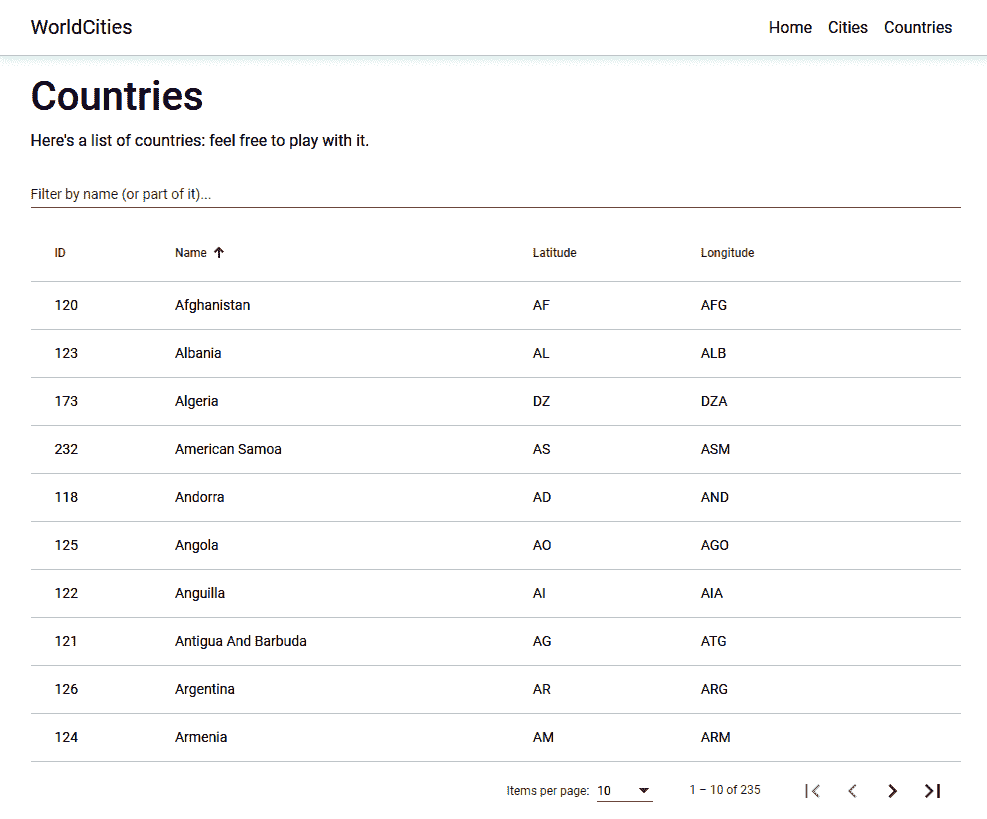 WorldCities Home Cities Countries
Countries
Here's a list of countries: feel free to play with it.
Filter by name (or part of it)...
ID Name Latitude Longitude
120 Afghanistan AF AFG
123 Albania AL ALB
173 Algeria DZ DZA
232 American Samoa AS ASM
118 Andorra AD AND
125 Angola AO AGO
122 Anguilla AI AIA
121 Antigua And Barbuda AG ATG
126 Argentina AR ARG
124 Armenia AM ARM
Items per page: 10 1 – 10 of 235